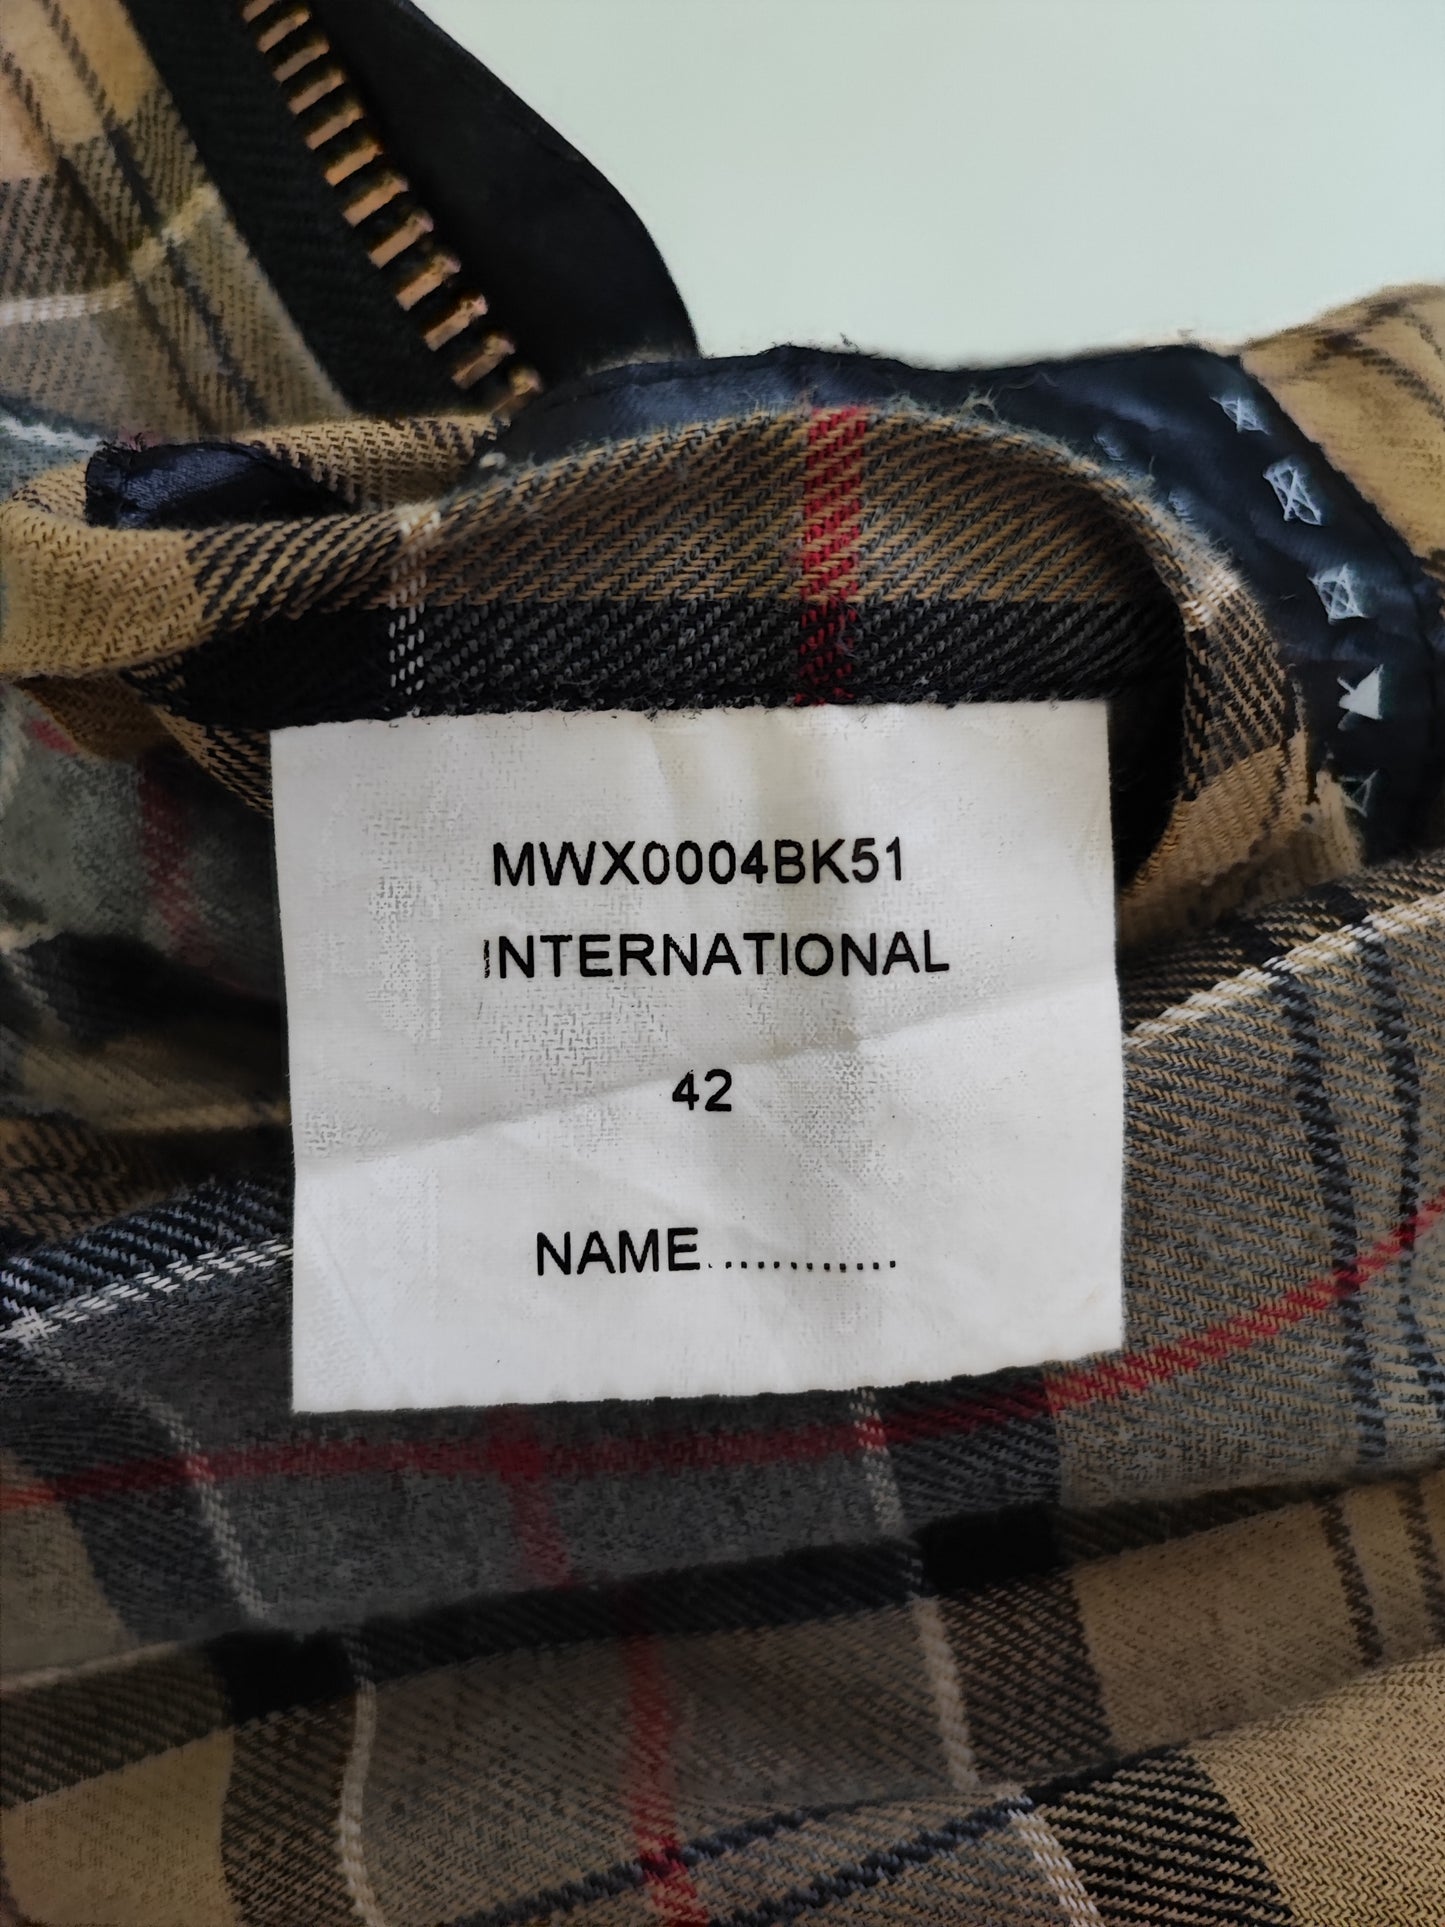 MWX0004BK51
INTERNATIONAL
42
NAME............